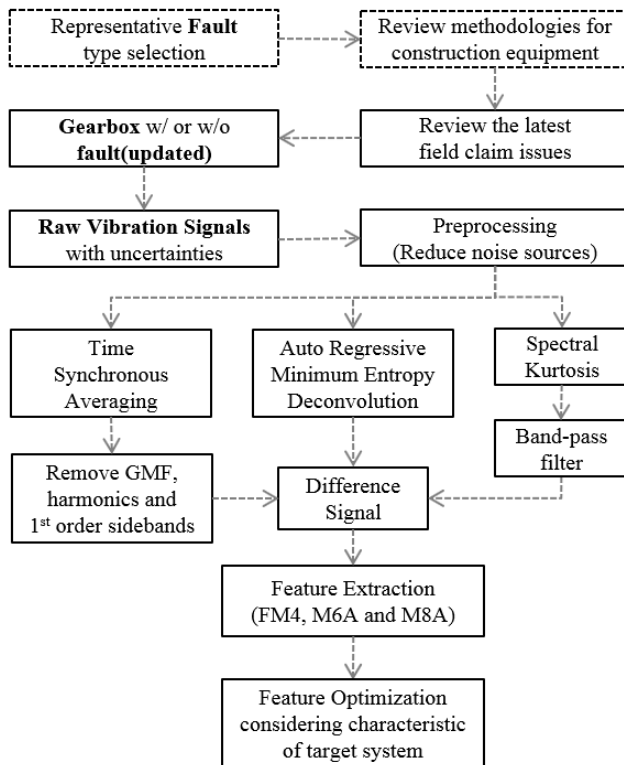 Representative Fault
type selection
Review methodologies for
construction equipment
Gearbox w/ or w/o
fault(updated)
Review the latest
field claim issues
Raw Vibration Signals
with uncertainties
Preprocessing
(Reduce noise sources)
Time
Synchronous
Averaging
Auto Regressive
Minimum Entropy
Deconvolution
Spectral
Kurtosis
Band-pass
filter
Remove GMF,
harmonics and
1st order sidebands
Difference
Signal
Feature Extraction
(FM4, M6A and M8A)
Feature Optimization
considering characteristic
of target system